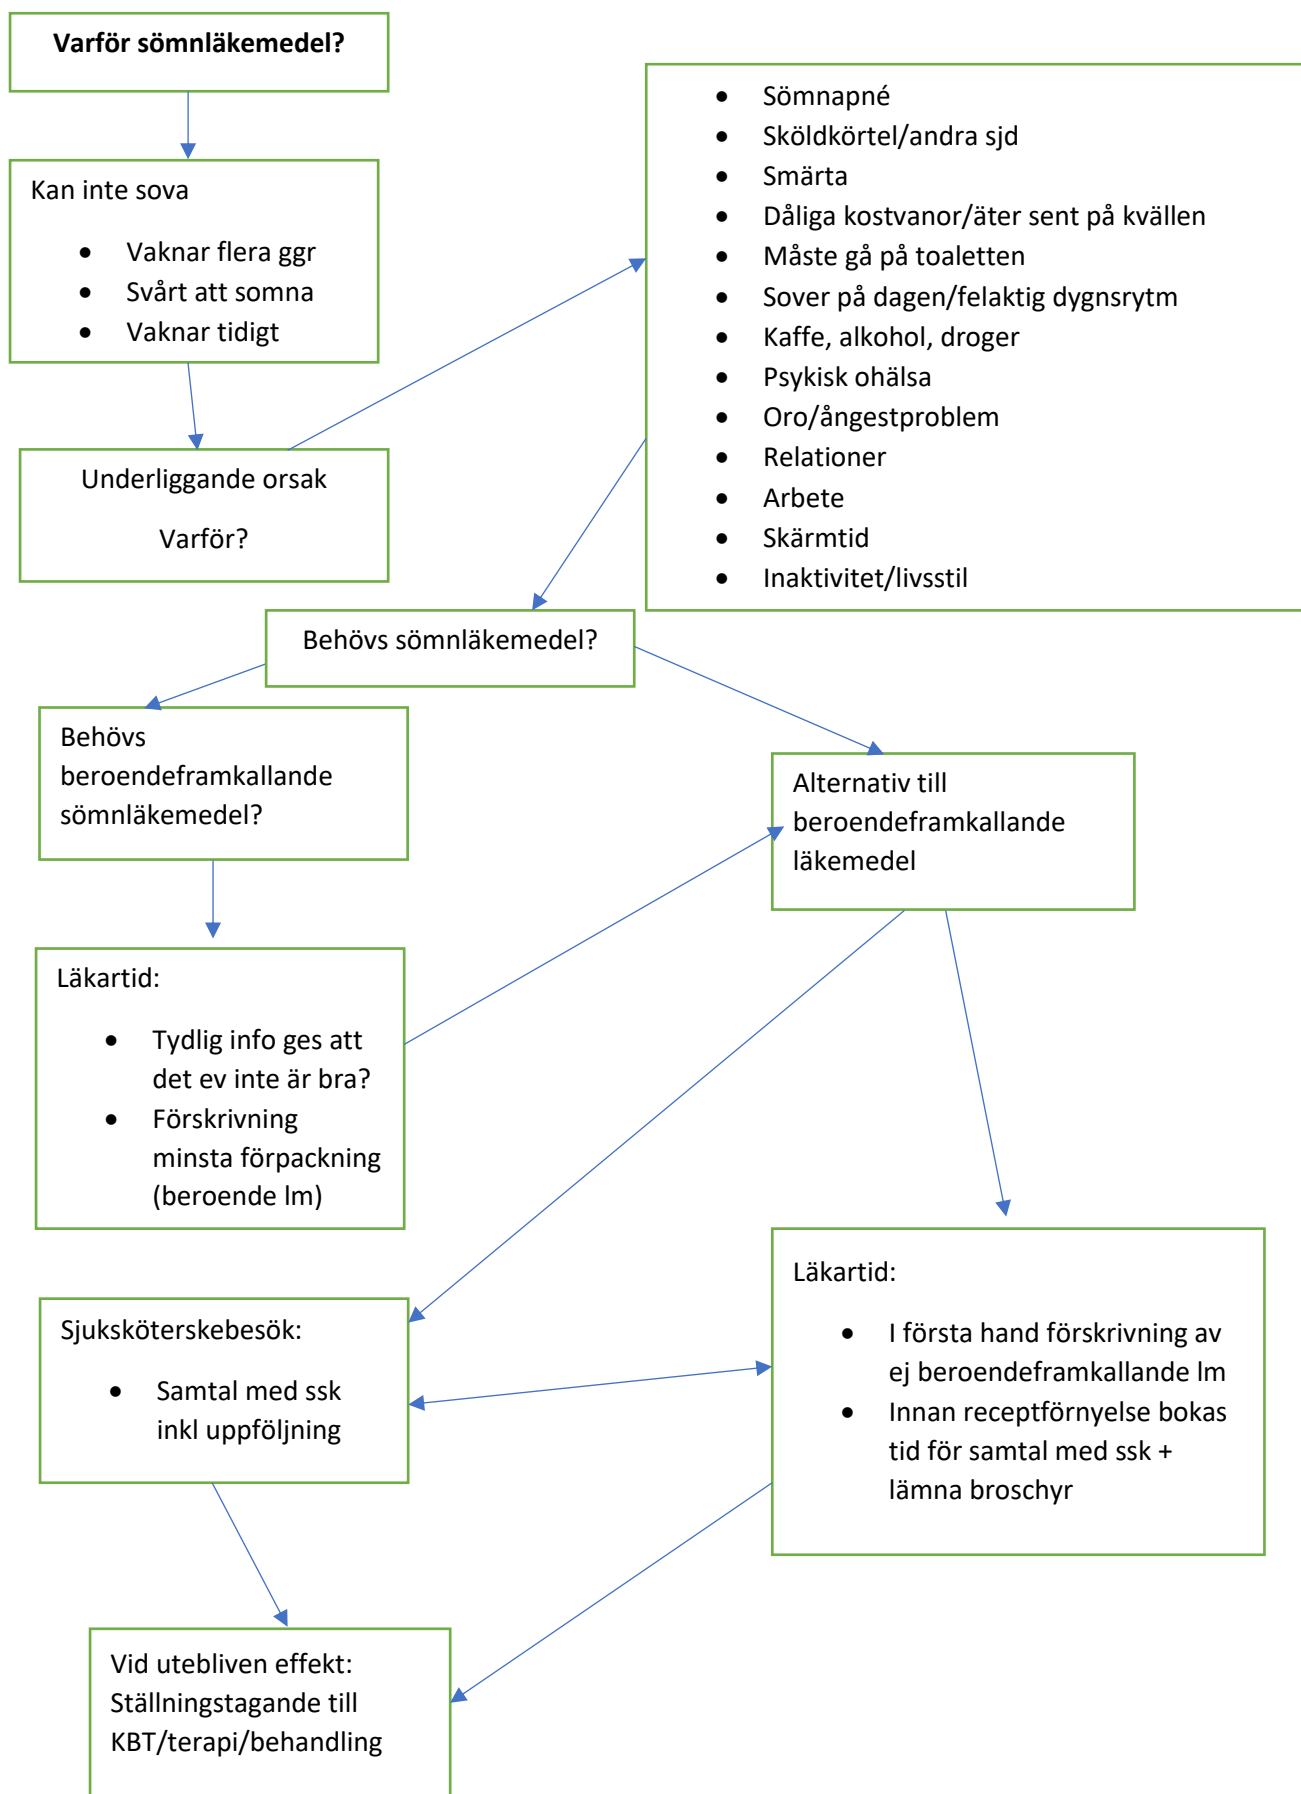 Varför sömnläkemedel?
Kan inte sova
• Vaknar flera ggr
• Svårt att somna
• Vaknar tidigt
Underliggande orsak
Varför?
• Sömnapné
• Sköldkörtel/andra sjd
• Smärta
• Dåliga kostvanor/äter sent på kvällen
• Måste gå på toaletten
• Sover på dagen/felaktig dygnsrytm
• Kaffe, alkohol, droger
• Psykisk ohälsa
• Oro/ångestproblem
• Relationer
• Arbete
• Skärmtid
• Inaktivitet/livsstil
Behövs sömnläkemedel?
Behövs
beroendeframkallande
sömnläkemedel?
Alternativ till
beroendeframkallande
läkemedel
Läkartid:
• Tydlig info ges att
det ev inte är bra?
• Förskrivning
minsta förpackning
(beroende lm)
Sjuksköterskebesök:
• Samtal med ssk
inkl uppföljning
Läkartid:
• I första hand förskrivning av
ej beroendeframkallande lm
• Innan receptförnyelse bokas
tid för samtal med ssk +
lämna broschyr
Vid utebliven effekt:
Ställningstagande till
KBT/terapi/behandling